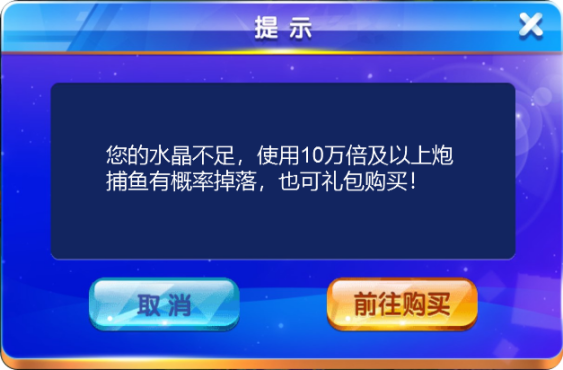 提示
您的水晶不足，使用10万倍及以上炮
捕鱼有概率掉落，也可礼包购买！
取消
前往购买